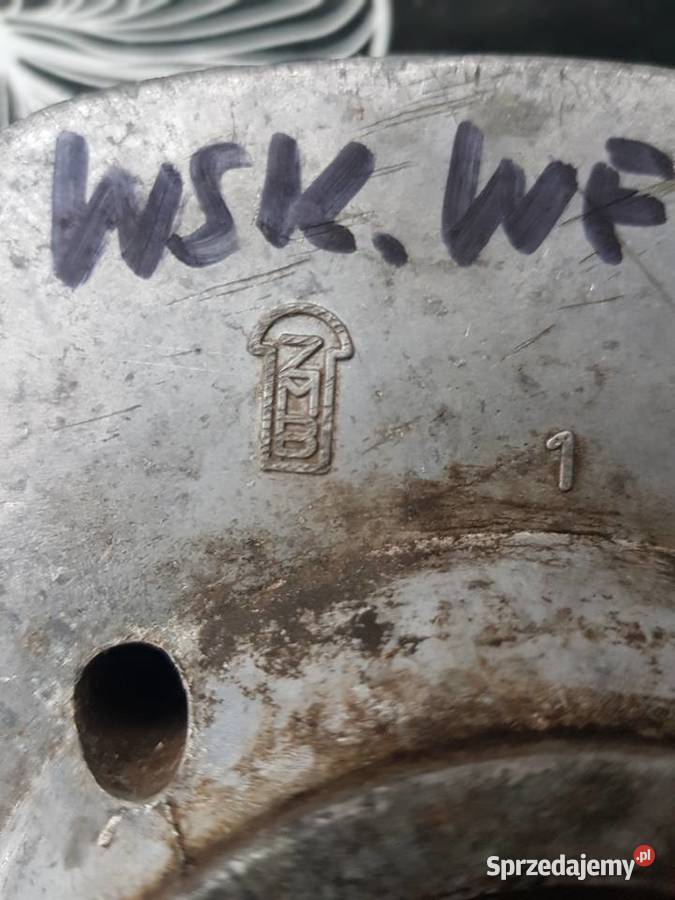 WSK. WF
ZMB
1
Sprzedajemy.pl